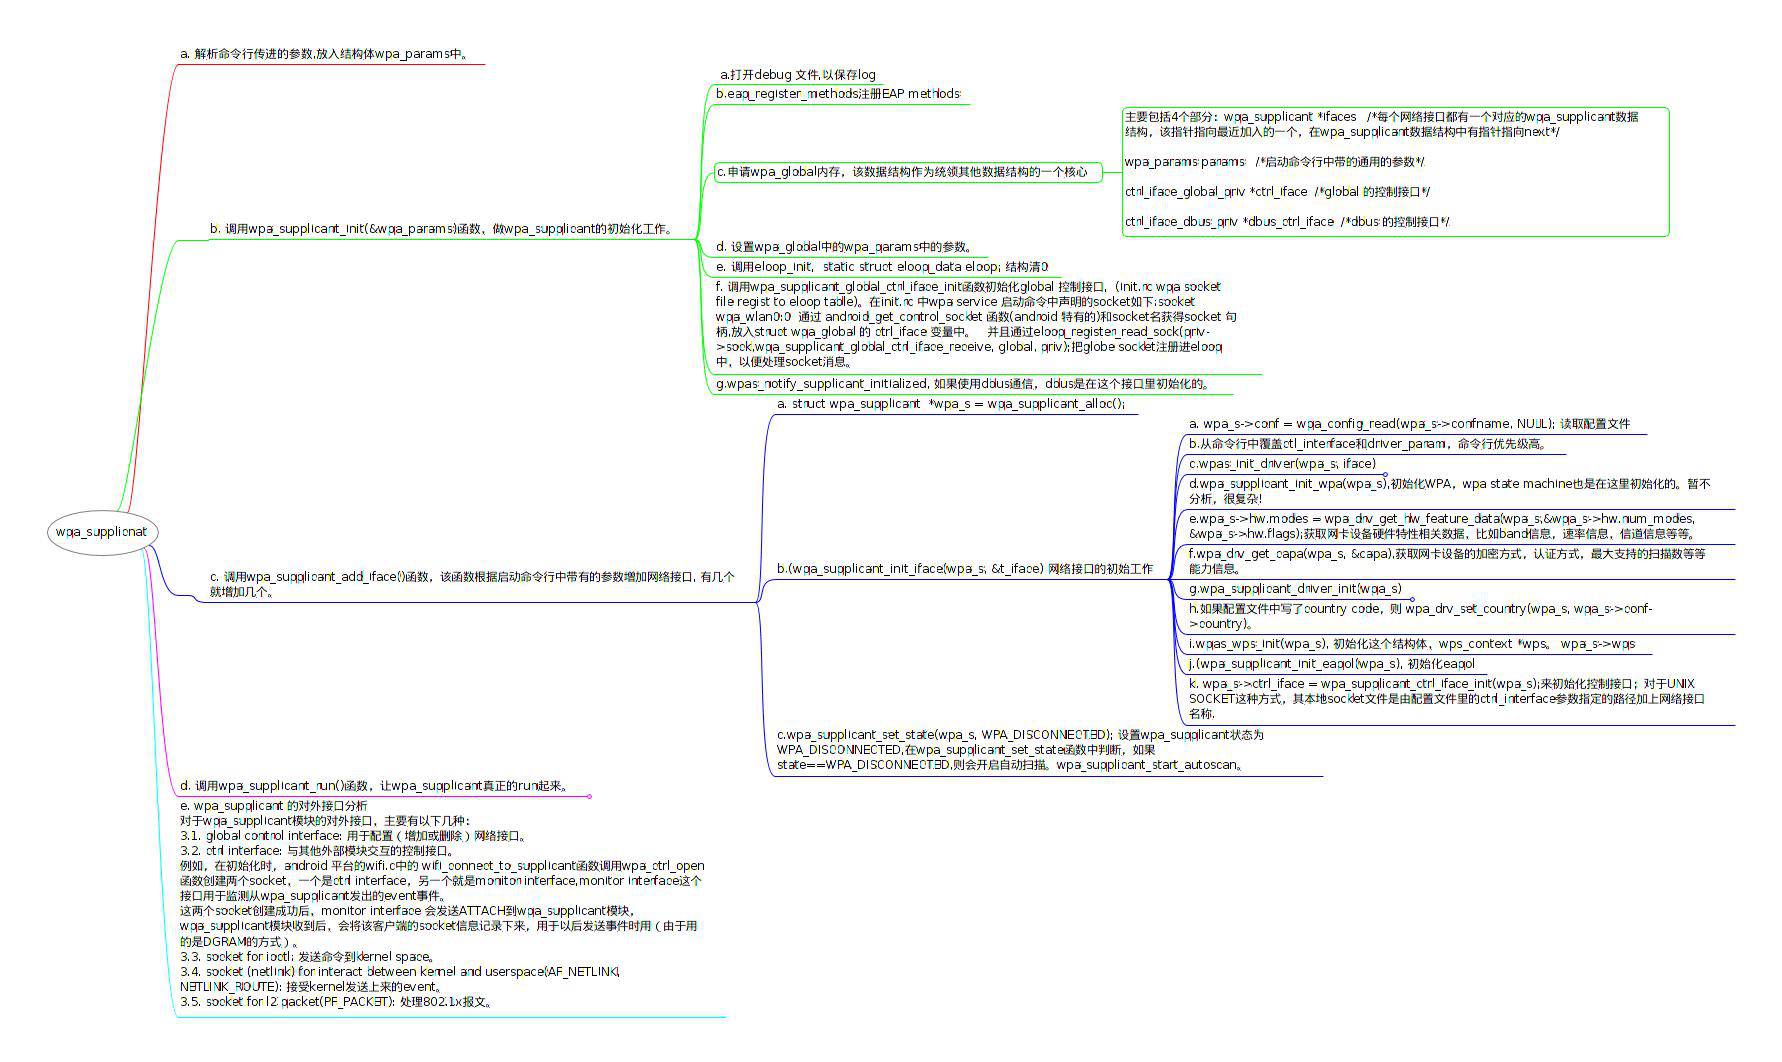 wpa_supplicnat
a. 解析命令行传进的参数,放入结构体wpa_params中。
b. 调用wpa_supplicant_init(&wpa_params)函数，做wpa_supplicant的初始化工作。
a.打开debug 文件,以保存log
b.eap_register_methods注册EAP methods
c.申请wpa_global内存，该数据结构作为统领其他数据结构的一个核心
主要包括4个部分：wpa_supplicant *ifaces /*每个网络接口都有一个对应的wpa_supplicant数据
结构，该指针指向最近加入的一个，在wpa_supplicant数据结构中有指针指向next*/
wpa_params params /*启动命令行中带的通用的参数*/
ctrl_iface_global_priv *ctrl_iface /*global 的控制接口*/
ctrl_iface_dbus_priv *dbus_ctrl_iface /*dbus 的控制接口*/
d. 设置wpa_global中的wpa_params中的参数。
e. 调用eloop_init， static struct eloop_data eloop; 结构清0
f. 调用wpa_supplicant_global_ctrl_iface_init函数初始化global 控制接口，(init.rc wpa socket
file regist to eloop table)。在init.rc 中wpa service 启动命令中声明的socket如下:socket
wpa_wlan0:0 通过 android_get_control_socket 函数(android 特有的)和socket名获得socket 句
柄,放入struct wpa_global 的 ctrl_iface 变量中。 并且通过eloop_register_read_sock(priv-
>sock,wpa_supplicant_global_ctrl_iface_receive, global, priv);把globe socket注册进eloop
中，以便处理socket消息。
g.wpas_notify_supplicant_initialized, 如果使用dbus通信，dbus是在这个接口里初始化的。
c. 调用wpa_supplicant_add_iface()函数，该函数根据启动命令行中带有的参数增加网络接口, 有几个
就增加几个。
a. struct wpa_supplicant *wpa_s = wpa_supplicant_alloc();
b.(wpa_supplicant_init_iface(wpa_s, &t_iface) 网络接口的初始工作
a. wpa_s->conf = wpa_config_read(wpa_s->confname, NULL); 读取配置文件
b.从命令行中覆盖ctl_interface和driver_param，命令行优先级高。
c.wpas_init_driver(wpa_s, iface)
d.wpa_supplicant_init_wpa(wpa_s),初始化WPA，wpa state machine也是在这里初始化的。暂不
分析，很复杂!
e.wpa_s->hw.modes = wpa_drv_get_hw_feature_data(wpa_s,&wpa_s->hw.num_modes,
&wpa_s->hw.flags);获取网卡设备硬件特性相关数据，比如band信息，速率信息，信道信息等等。
f.wpa_drv_get_capa(wpa_s, &capa),获取网卡设备的加密方式，认证方式，最大支持的扫描数等等
能力信息。
g.wpa_supplicant_driver_init(wpa_s)
h.如果配置文件中写了country code，则 wpa_drv_set_country(wpa_s, wpa_s->conf-
>country)。
i.wpas_wps_init(wpa_s), 初始化这个结构体，wps_context *wps。 wpa_s->wps
j.(wpa_supplicant_init_eapol(wpa_s), 初始化eapol
k. wpa_s->ctrl_iface = wpa_supplicant_ctrl_iface_init(wpa_s);来初始化控制接口；对于UNIX
SOCKET这种方式，其本地socket文件是由配置文件里的ctrl_interface参数指定的路径加上网络接口
名称.
c.wpa_supplicant_set_state(wpa_s, WPA_DISCONNECTED); 设置wpa_supplicant状态为
WPA_DISCONNECTED,在wpa_supplicant_set_state函数中判断，如果
state==WPA_DISCONNECTED,则会开启自动扫描。wpa_supplicant_start_autoscan。
d. 调用wpa_supplicant_run()函数，让wpa_supplicant真正的run起来。
e. wpa_supplicant 的对外接口分析
对于wpa_supplicant模块的对外接口，主要有以下几种：
3.1. global control interface: 用于配置（增加或删除）网络接口。
3.2. ctrl interface: 与其他外部模块交互的控制接口。
例如，在初始化时，android 平台的wifi.c中的 wifi_connect_to_supplicant函数调用wpa_ctrl_open
函数创建两个socket，一个是ctrl interface，另一个就是monitor interface,monitor interface这个
接口用于监测从wpa_supplicant发出的event事件。
这两个socket创建成功后，monitor interface 会发送ATTACH到wpa_supplicant模块，
wpa_supplicant模块收到后，会将该客户端的socket信息记录下来，用于以后发送事件时用（由于用
的是DGRAM的方式）。
3.3. socket for ioctl: 发送命令到kernel space。
3.4. socket (netlink) for interact between kernel and userspace(AF_NETLINK,
NETLINK_ROUTE): 接受kernel发送上来的event。
3.5. socket for l2 packet(PF_PACKET): 处理802.1x报文。